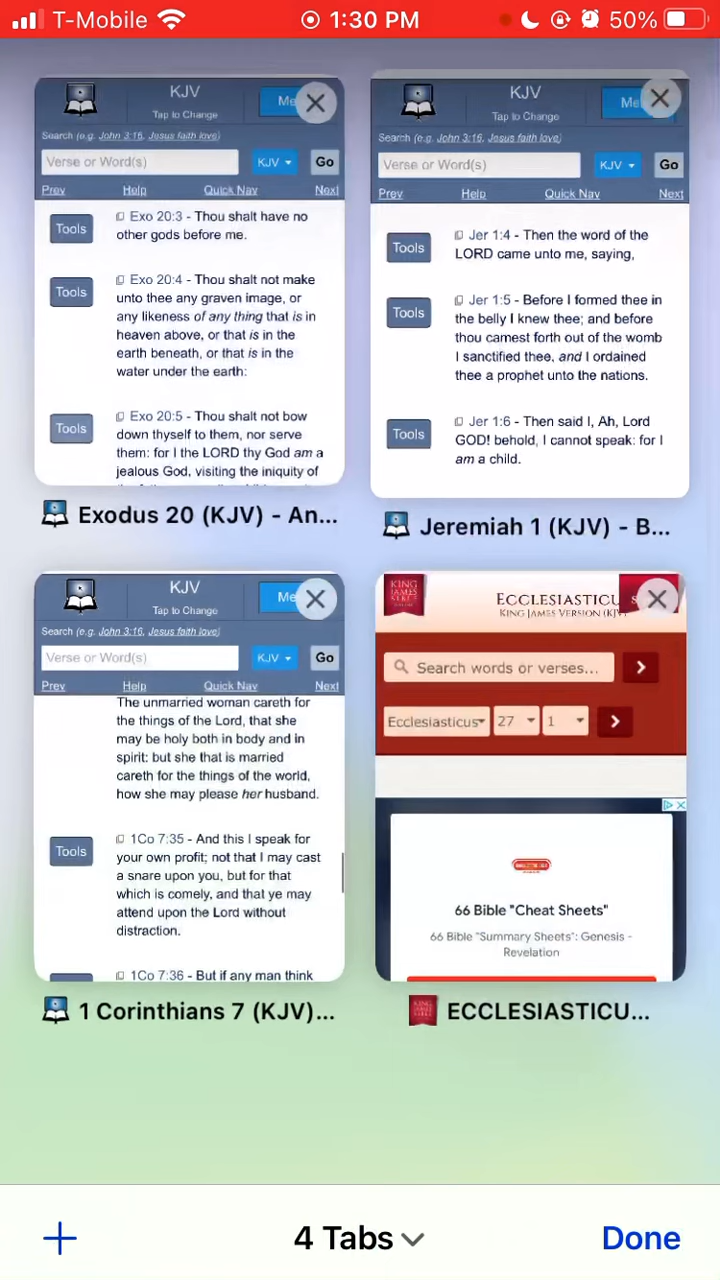 T-Mobile 1:30 PM 50%
KJV
Me
Tap to Change
Search (e.g. John 3:16, Jesus faith love)
Verse or Word(s) KJV Go
Prev Help Quick Nav Next
Tools
Exo 20:3 - Thou shalt have no
other gods before me.
Tools
Exo 20:4 - Thou shalt not make
unto thee any graven image, or
any likeness of any thing that is in
heaven above, or that is in the
earth beneath, or that is in the
water under the earth:
Tools
Exo 20:5 - Thou shalt not bow
down thyself to them, nor serve
them: for I the LORD thy God am a
jealous God, visiting the iniquity of
Exodus 20 (KJV) - An...
KJV
Me
Tap to Change
Search (e.g. John 3:16, Jesus faith love)
Verse or Word(s) KJV Go
Prev Help Quick Nav Next
Tools
Jer 1:4 - Then the word of the
LORD came unto me, saying,
Tools
Jer 1:5 - Before I formed thee in
the belly I knew thee; and before
thou camest forth out of the womb
I sanctified thee, and I ordained
thee a prophet unto the nations.
Tools
Jer 1:6 - Then said I, Ah, Lord
GOD! behold, I cannot speak: for I
am a child.
Jeremiah 1 (KJV) - B...
KJV
Me
Tap to Change
Search (e.g. John 3:16, Jesus faith love)
Verse or Word(s) KJV Go
Prev Help Quick Nav Next
The unmarried woman careth for
the things of the Lord, that she
may be holy both in body and in
spirit: but she that is married
careth for the things of the world,
how she may please her husband.
Tools
1Co 7:35 - And this I speak for
your own profit; not that I may cast
a snare upon you, but for that
which is comely, and that ye may
attend upon the Lord without
distraction.
1Co 7:36 - But if any man think
1 Corinthians 7 (KJV)...
KING
JAMES
BIBLE
ECCLESIASTICU
S
KING JAMES VERSION (KJV)
Search words or verses...
Ecclesiasticus 27 1
66 Bible "Cheat Sheets"
66 Bible "Summary Sheets": Genesis -
Revelation
ECCLESIASTICU...
4 Tabs Done